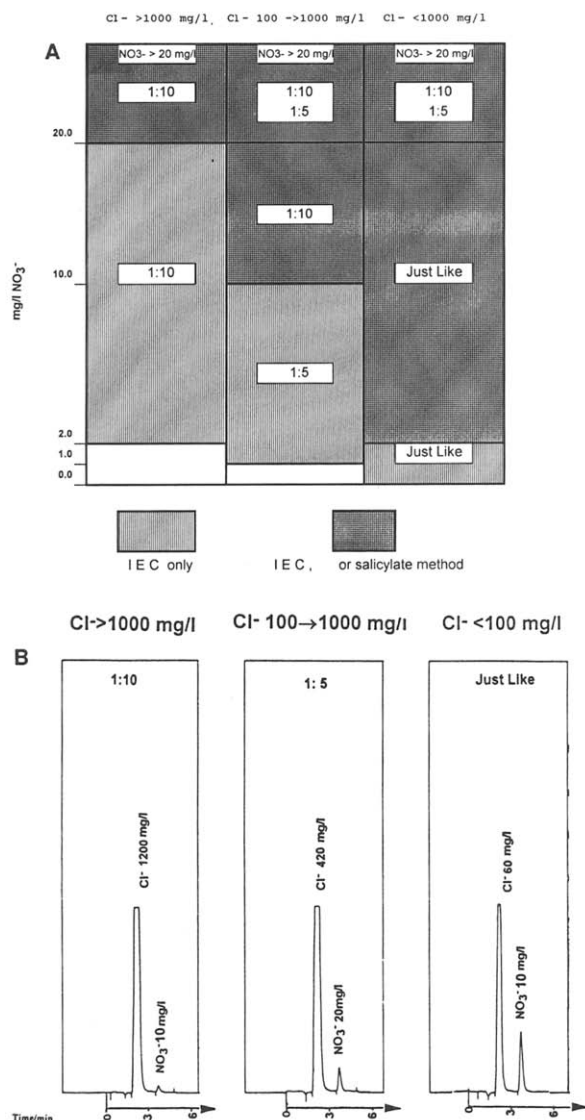 Cl- >1000 mg/l, Cl- 100 ->1000 mg/l Cl- <1000 mg/l
A
NO3- > 20 mg/l NO3- > 20 mg/l NO3- > 20 mg/l
1:10 1:10 1:10
1:5 1:5
20.0
1:10
mg/l NO₃⁻
10.0
1:10 Just Like
1:5
2.0
1.0
Just Like
0.0
I E C only
I E C , or salicylate method
Cl->1000 mg/l Cl- 100→1000 mg/l Cl- <100 mg/l
B
1:10 1: 5 Just Like
Cl⁻ 1200 mg/l
NO₃⁻10 mg/l
Cl⁻ 420 mg/l
NO₃⁻ 20mg/l
Cl⁻ 60 mg/l
NO₃⁻ 10 mg/l
Time/min 0 3 6 0 3 6 0 3 6